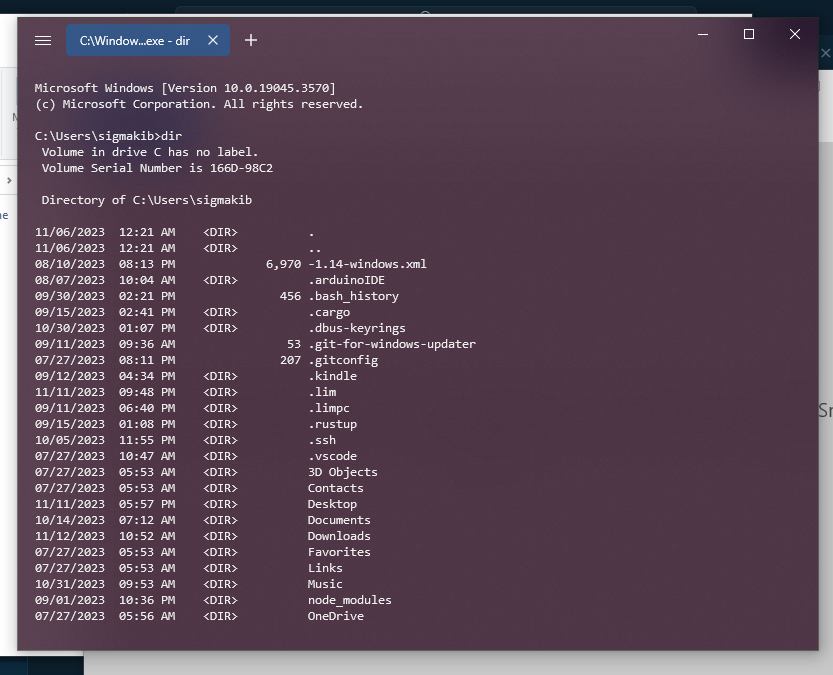 C:\Window...exe - dir
Microsoft Windows [Version 10.0.19045.3570]
(c) Microsoft Corporation. All rights reserved.
C:\Users\sigmakib>dir
Volume in drive C has no label.
Volume Serial Number is 166D-98C2
Directory of C:\Users\sigmakib
11/06/2023  12:21 AM    <DIR>          .
11/06/2023  12:21 AM    <DIR>          ..
08/10/2023  08:13 PM             6,970 -1.14-windows.xml
08/07/2023  10:04 AM    <DIR>          .arduinoIDE
09/30/2023  02:21 PM               456 .bash_history
09/15/2023  02:41 PM    <DIR>          .cargo
10/30/2023  01:07 PM    <DIR>          .dbus-keyrings
09/11/2023  09:36 AM                53 .git-for-windows-updater
07/27/2023  08:11 PM               207 .gitconfig
09/12/2023  04:34 PM    <DIR>          .kindle
11/11/2023  09:48 PM    <DIR>          .lim
09/11/2023  06:40 PM    <DIR>          .limpc
09/15/2023  01:08 PM    <DIR>          .rustup
10/05/2023  11:55 PM    <DIR>          .ssh
07/27/2023  10:47 AM    <DIR>          .vscode
07/27/2023  05:53 AM    <DIR>          3D Objects
07/27/2023  05:53 AM    <DIR>          Contacts
11/11/2023  05:57 PM    <DIR>          Desktop
10/14/2023  07:12 AM    <DIR>          Documents
11/12/2023  10:52 AM    <DIR>          Downloads
07/27/2023  05:53 AM    <DIR>          Favorites
07/27/2023  05:53 AM    <DIR>          Links
10/31/2023  09:53 AM    <DIR>          Music
09/01/2023  10:36 PM    <DIR>          node_modules
07/27/2023  05:56 AM    <DIR>          OneDrive